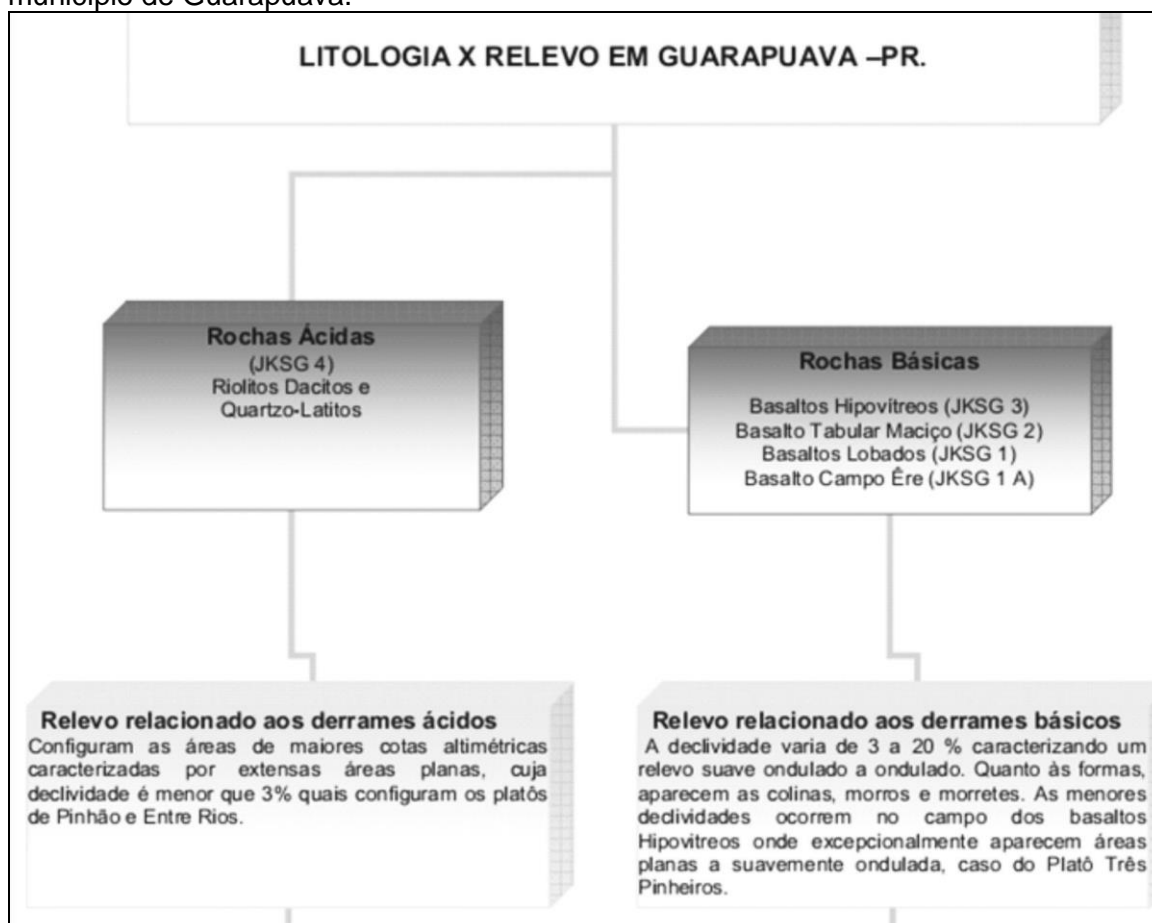 município de Guarapuava.
LITOLOGIA X RELEVO EM GUARAPUAVA –PR.
Rochas Ácidas
(JKSG 4)
Riolitos Dacitos e
Quartzo-Latitos
Rochas Básicas
Basaltos Hipovítreos (JKSG 3)
Basalto Tabular Maciço (JKSG 2)
Basaltos Lobados (JKSG 1)
Basalto Campo Êre (JKSG 1 A)
Relevo relacionado aos derrames ácidos
Configuram as áreas de maiores cotas altimétricas
caracterizadas por extensas áreas planas, cuja
declividade é menor que 3% quais configuram os platôs
de Pinhão e Entre Rios.
Relevo relacionado aos derrames básicos
A declividade varia de 3 a 20 % caracterizando um
relevo suave ondulado a ondulado. Quanto às formas,
aparecem as colinas, morros e morretes. As menores
declividades ocorrem no campo dos basaltos
Hipovítreos onde excepcionalmente aparecem áreas
planas a suavemente ondulada, caso do Platô Três
Pinheiros.